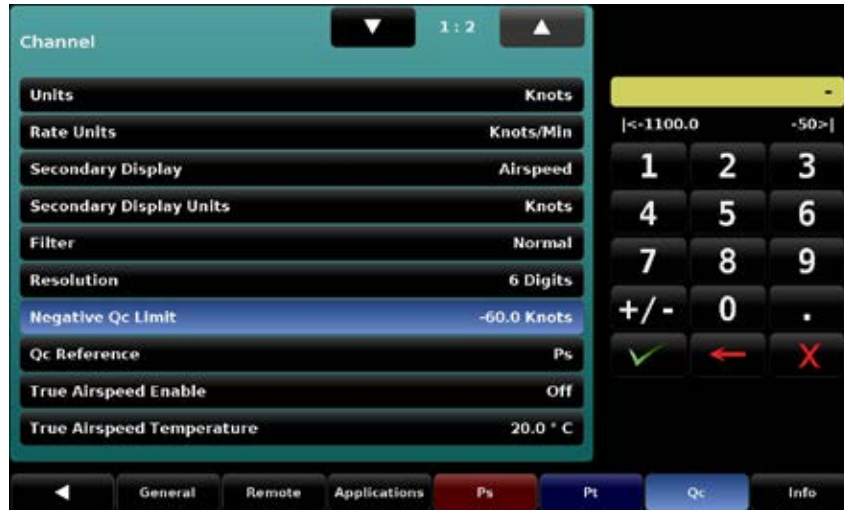 Channel
1:2
Units Knots
Rate Units Knots/Min
Secondary Display Airspeed
Secondary Display Units Knots
Filter Normal
Resolution 6 Digits
Negative Qc Limit -60.0 Knots
Qc Reference Ps
True Airspeed Enable Off
True Airspeed Temperature 20.0 ° C
-
|<-1100.0 -50>|
1 2 3
4 5 6
7 8 9
+/- 0 .
General Remote Applications Ps Pt Qc Info